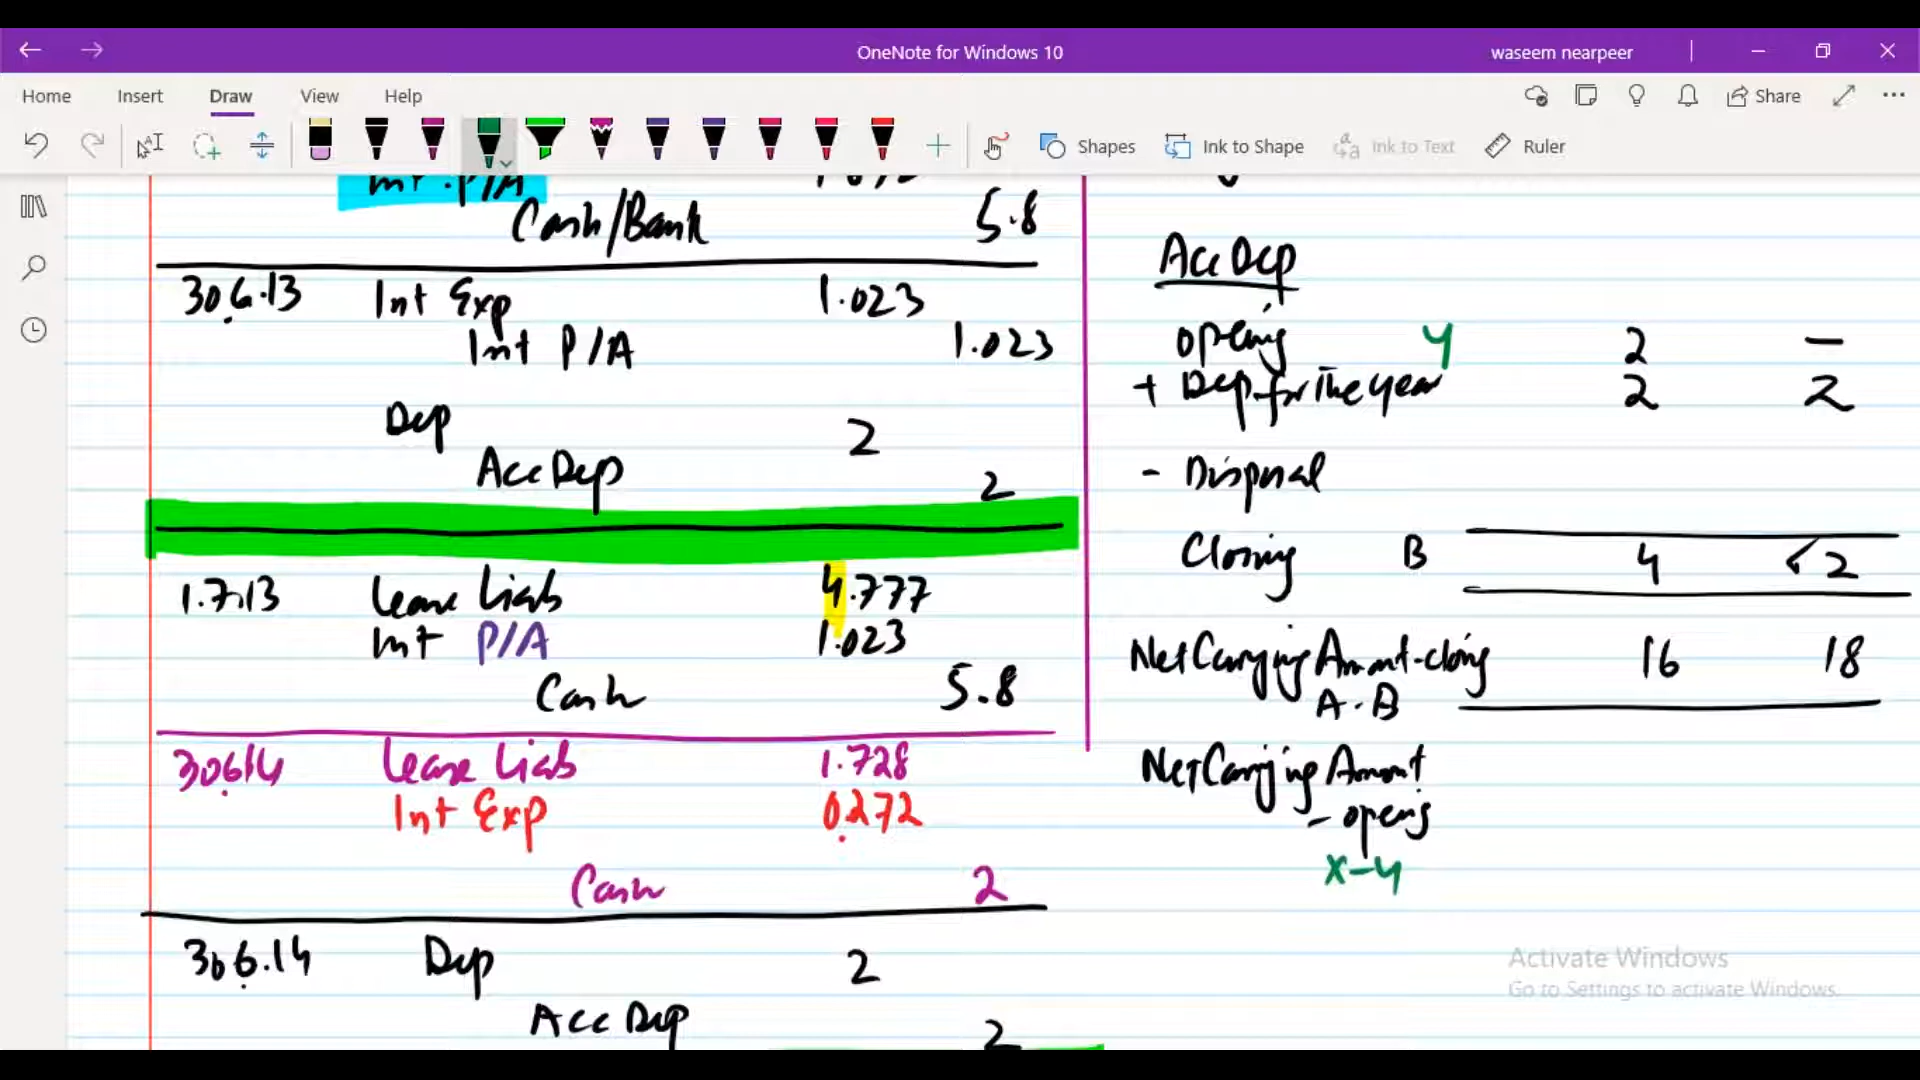 OneNote for Windows 10
waseem nearpeer
Home Insert Draw View Help
Share
Shapes Ink to Shape Ink to Text Ruler
Int. P/A
Cash/Bank 5.8
30.6.13 Int Exp 1.023
Int P/A 1.023
Dep 2
Acc Dep 2
1.7.13 Lease Liab 4.777
Int P/A 1.023
Cash 5.8
30.6.14 Lease Liab 1.728
Int Exp 0.272
Cash 2
30.6.14 Dep 2
Acc Dep 2
Acc Dep
Opening Y 2 —
+ Dep for the year 2 2
- Disposal
Closing B 4 2
Net Carrying Amont-closing 16 18
A-B
Net Carrying Amont
- opening
X-Y
Activate Windows
Go to Settings to activate Windows.